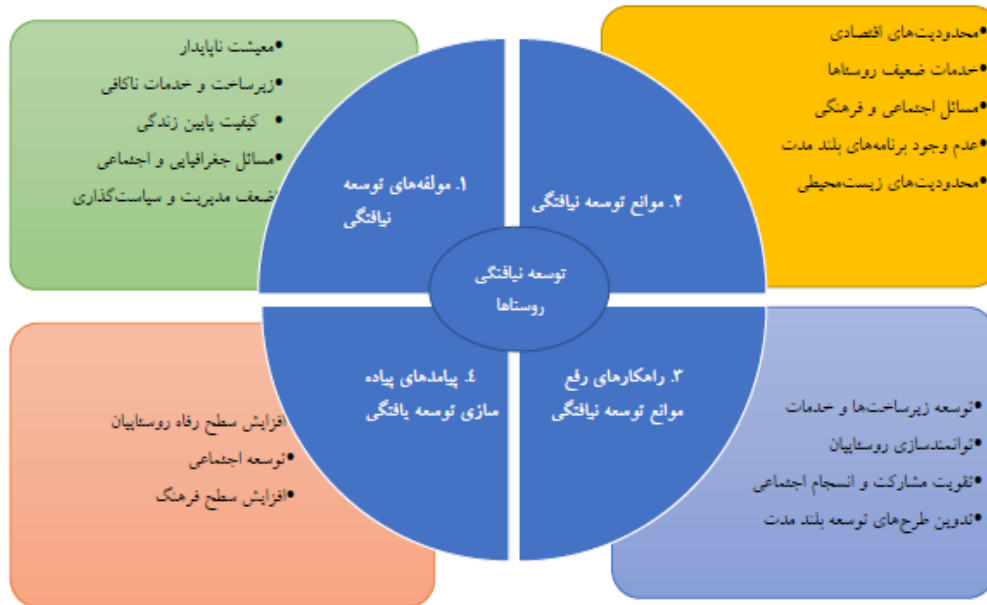 معیشت ناپایدار
زیرساخت و خدمات ناکافی
کیفیت پایین زندگی
مسائل جغرافیایی و اجتماعی
ضعف مدیریت و سیاست‌گذاری
۱. مولفه‌های توسعه
نیافتگی
محدودیت‌های اقتصادی
خدمات ضعیف روستاها
مسائل اجتماعی و فرهنگی
عدم وجود برنامه‌های بلند مدت
محدودیت‌های زیست‌محیطی
۲. موانع توسعه نیافتگی
توسعه نیافتگی
روستاها
۳. راهکارهای رفع
موانع توسعه نیافتگی
توسعه زیرساخت‌ها و خدمات
توانمندسازی روستاییان
تقویت مشارکت و انسجام اجتماعی
تدوین طرح‌های توسعه بلند مدت
٤. پیامدهای پیاده
سازی توسعه یافتگی
افزایش سطح رفاه روستاییان
توسعه اجتماعی
افزایش سطح فرهنگ